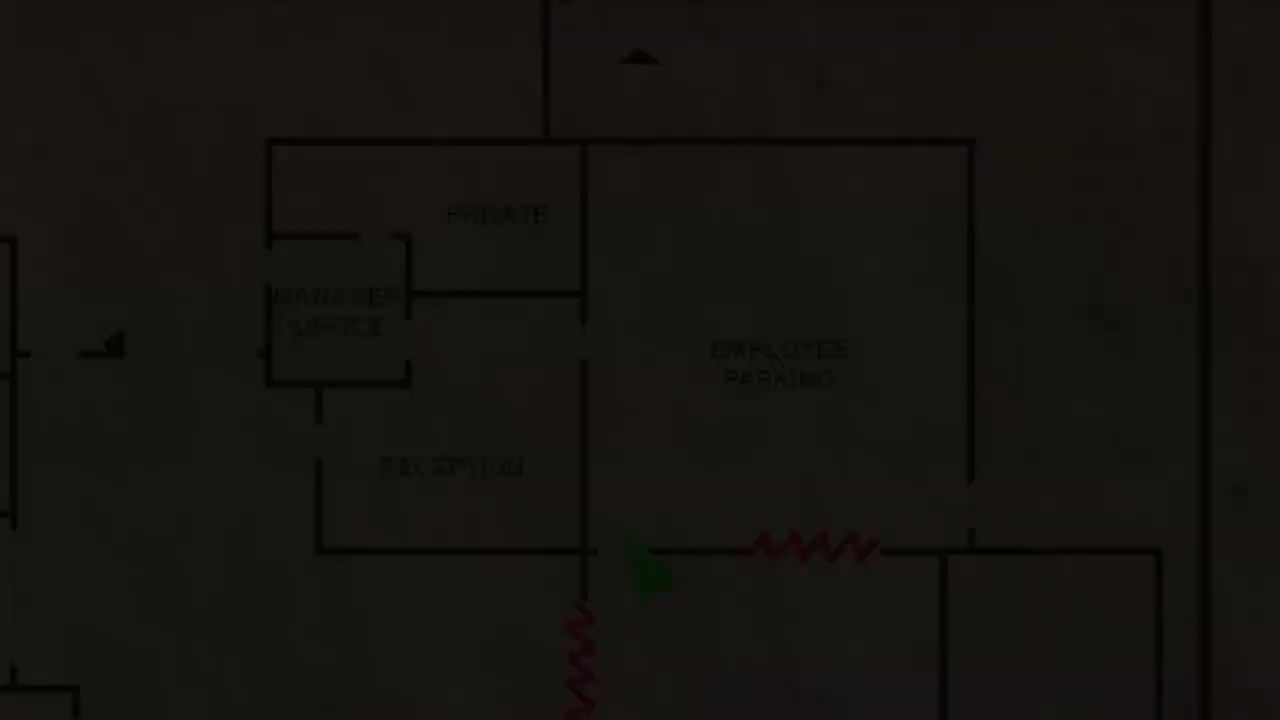 PRIVATE
MANAGER
OFFICE
EMPLOYEE
PARKING
RECEPTION